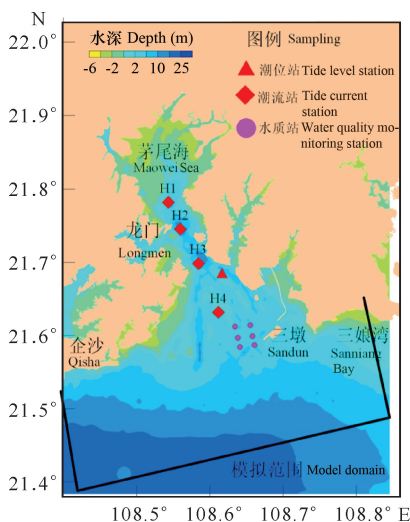 N
22.0°
21.9°
21.8°
21.7°
21.6°
21.5°
21.4°
水深 Depth (m)
-6 -2 2 10 25
图例 Sampling
潮位站 Tide level station
潮流站 Tide current
station
水质站 Water quality mo-
nitoring station
茅尾海
Maowei Sea
H1
H2
龙门
Longmen
H3
H4
三墩
Sandun
三娘湾
Sanniang
Bay
企沙
Qisha
模拟范围 Model domain
108.5° 108.6° 108.7° 108.8° E